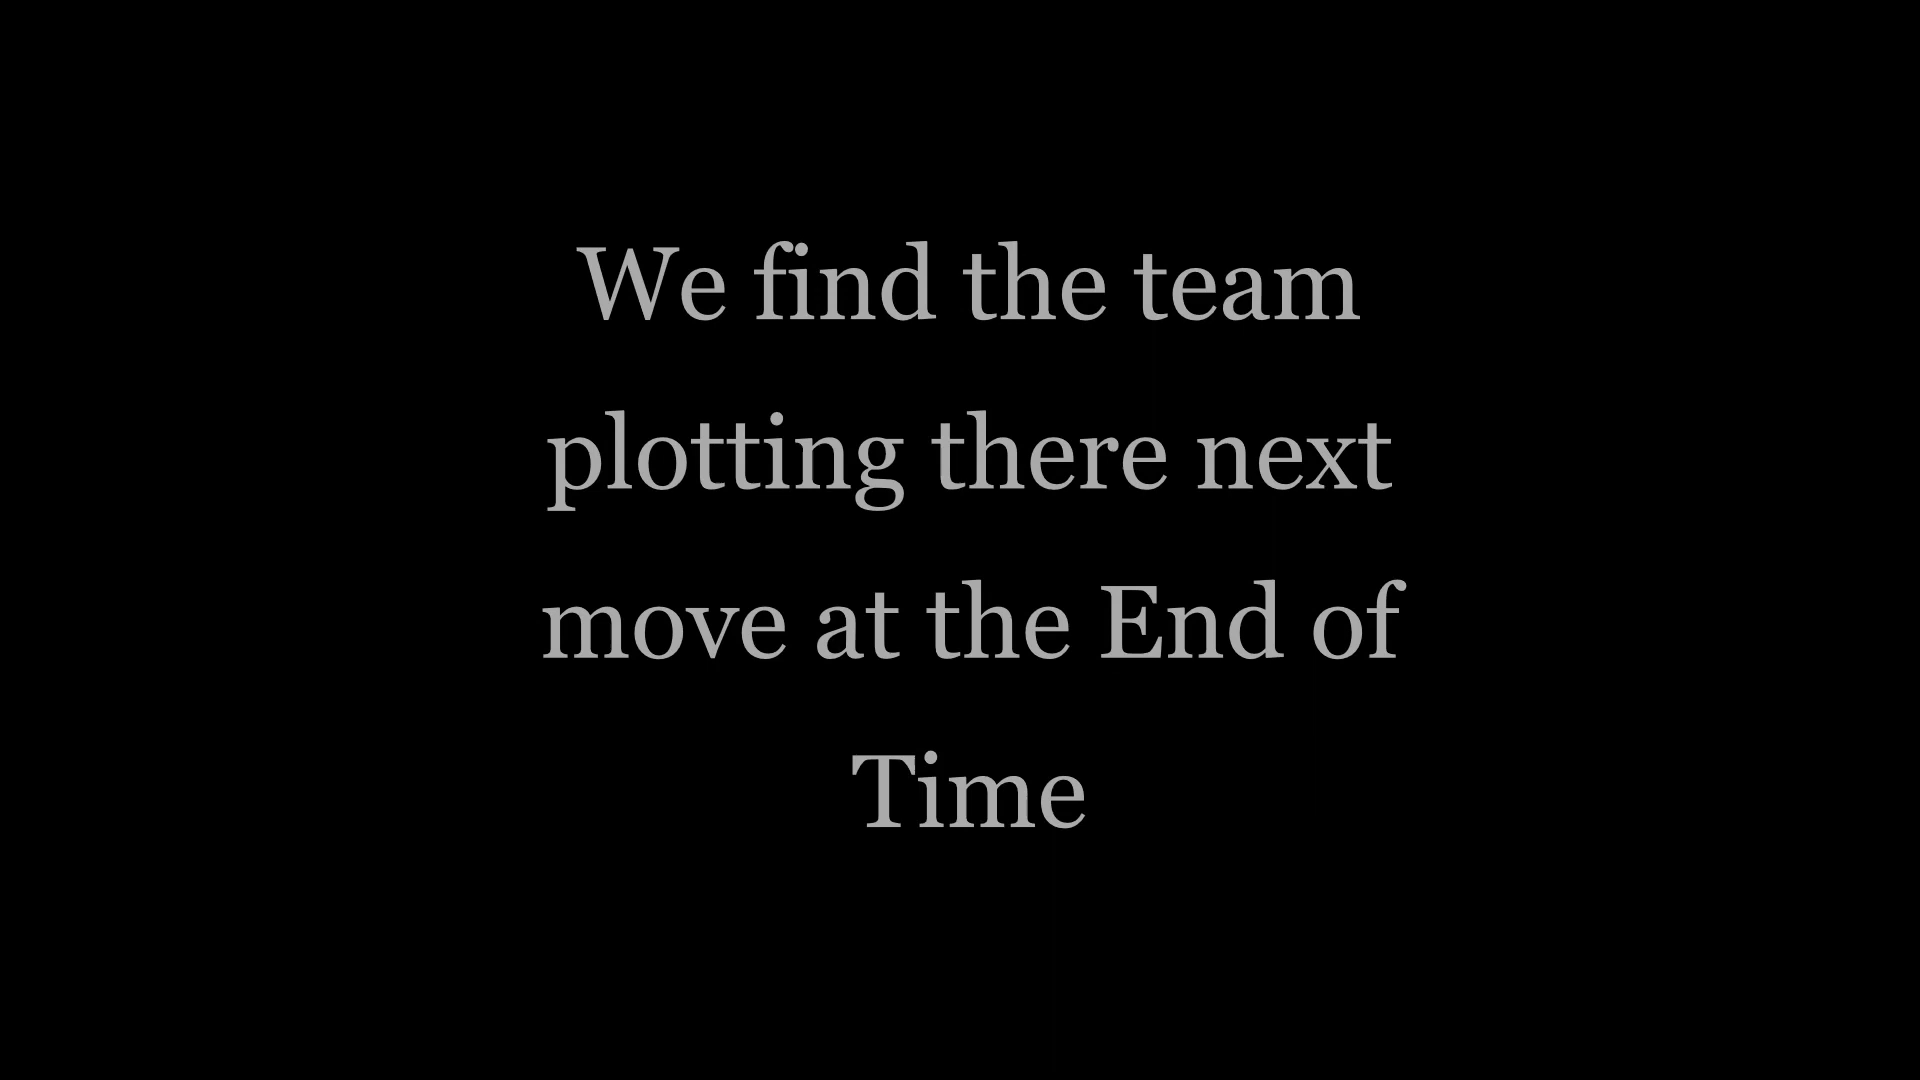 We find the team
plotting there next
move at the End of
Time